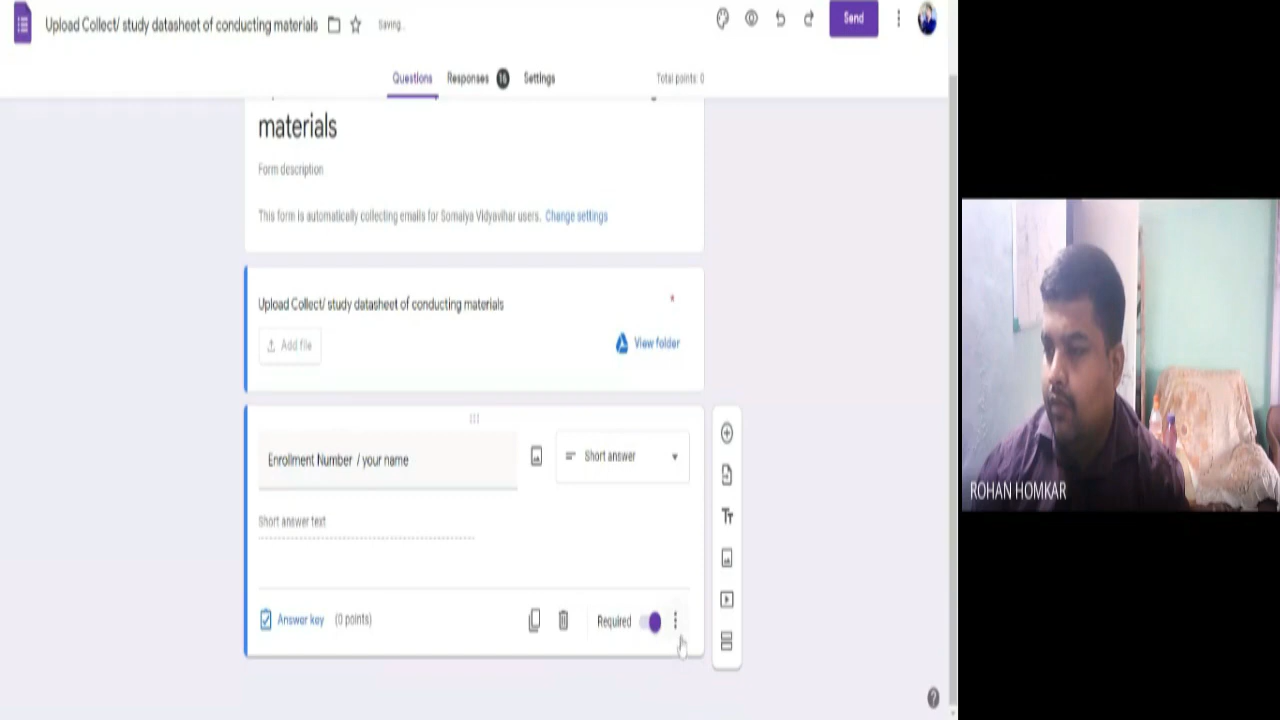 Upload Collect/ study datasheet of conducting materials
Saving...
Send
Questions
Responses 16
Settings
Total points: 0
materials
Form description
This form is automatically collecting emails for Somaiya Vidyavihar users. Change settings
Upload Collect/ study datasheet of conducting materials *
Add file
View folder
Enrollment Number / your name
Short answer
Tт
Short answer text
Answer key (0 points)
Required
ROHAN HOMKAR